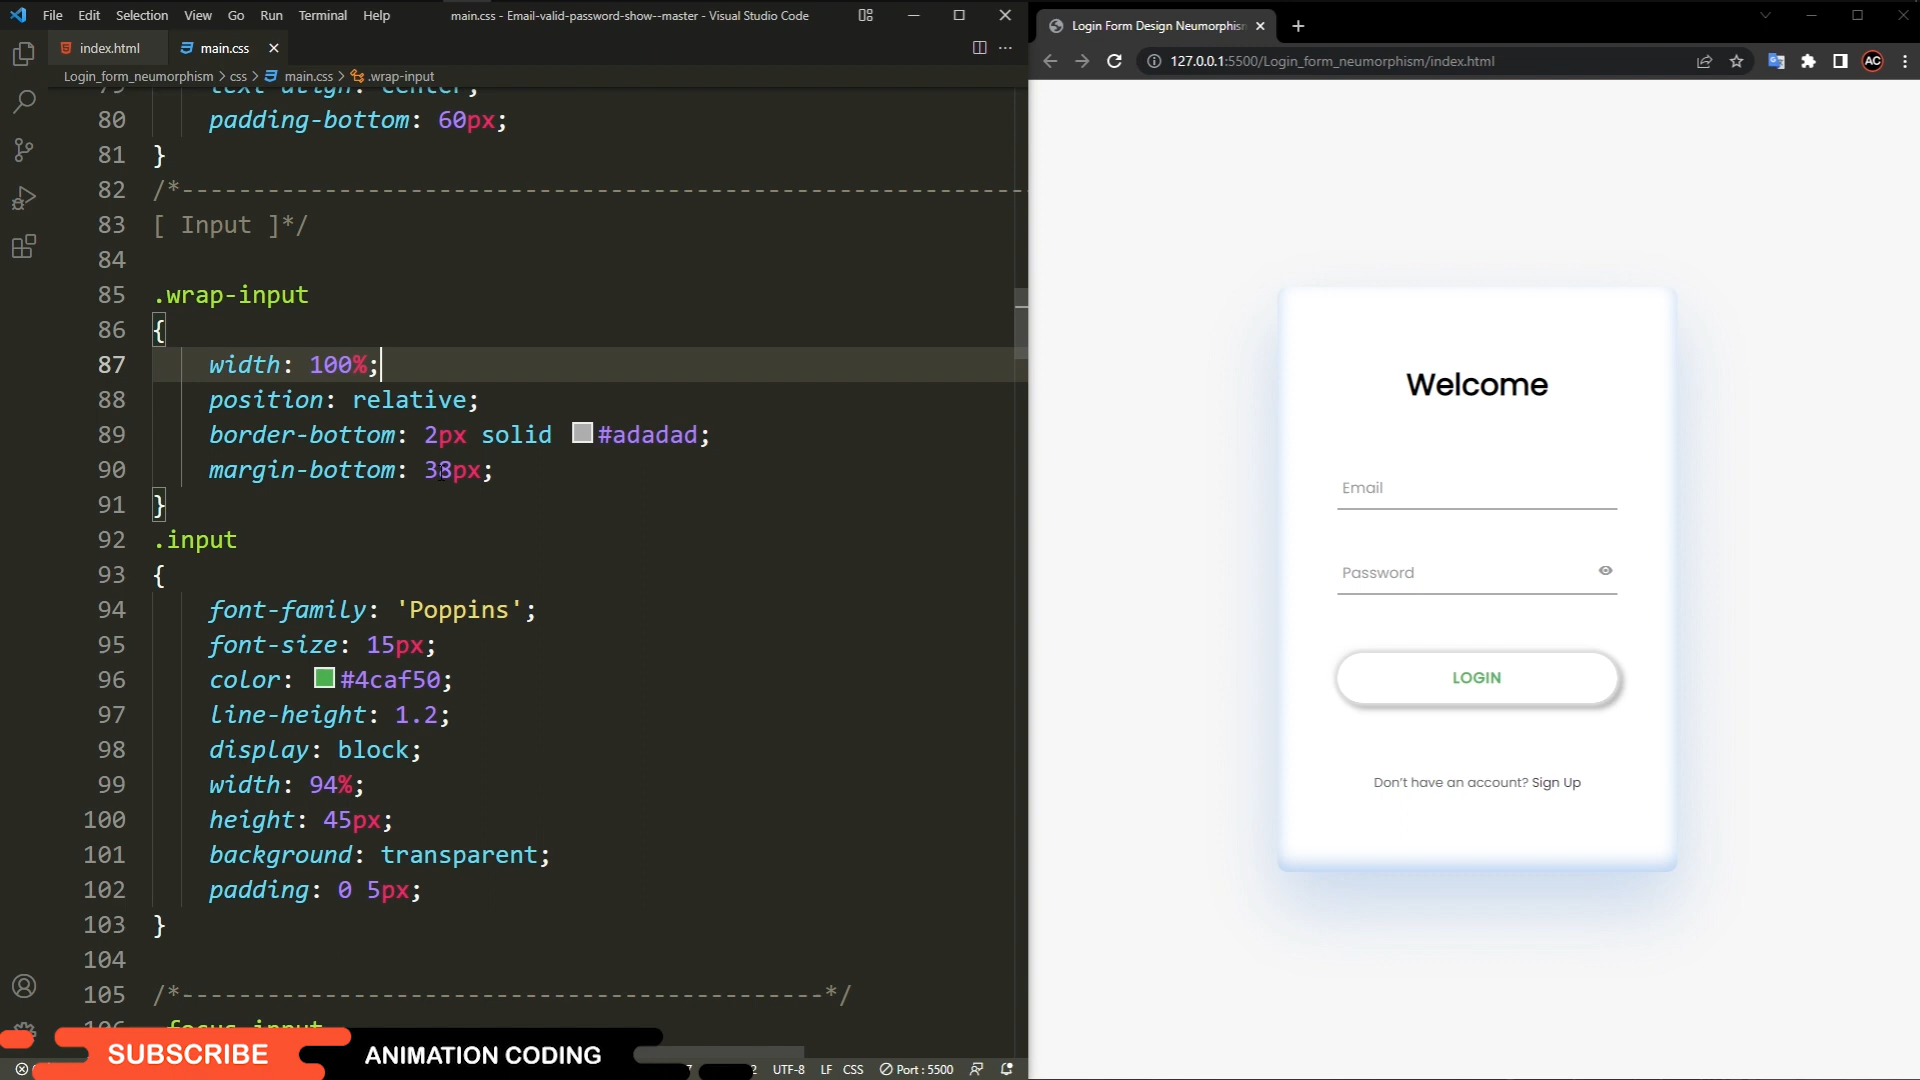 File Edit Selection View Go Run Terminal Help
main.css - Email-valid-password-show--master - Visual Studio Code
index.html
main.css
Login_form_neumorphism > css > main.css > .wrap-input
80 padding-bottom: 60px;
81 }
82 /*----------------------------------------------------------
83 [ Input ]*/
84
85 .wrap-input
86 {
87 width: 100%;
88 position: relative;
89 border-bottom: 2px solid #adadad;
90 margin-bottom: 38px;
91 }
92 .input
93 {
94 font-family: 'Poppins';
95 font-size: 15px;
96 color: #4caf50;
97 line-height: 1.2;
98 display: block;
99 width: 94%;
100 height: 45px;
101 background: transparent;
102 padding: 0 5px;
103 }
104
105 /*---------------------------------------------*/
SUBSCRIBE
ANIMATION CODING
UTF-8 LF CSS Port : 5500
Login Form Design Neumorphism
127.0.0.1:5500/Login_form_neumorphism/index.html
AC
Welcome
Email
Password
LOGIN
Don't have an account? Sign Up